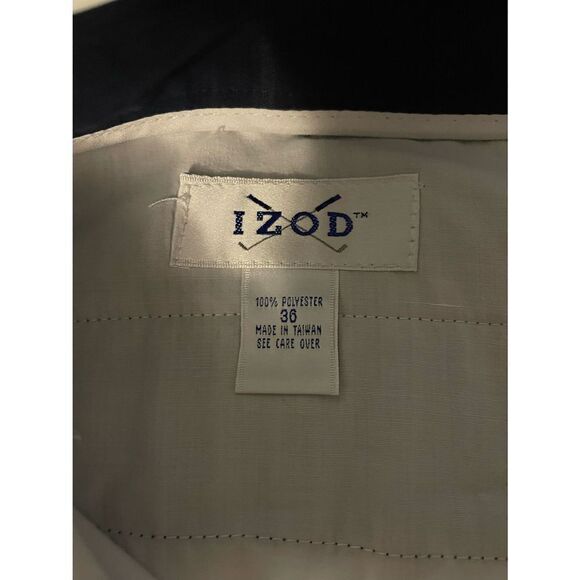 IZOD™
100% POLYESTER
36
MADE IN TAIWAN
SEE CARE OVER